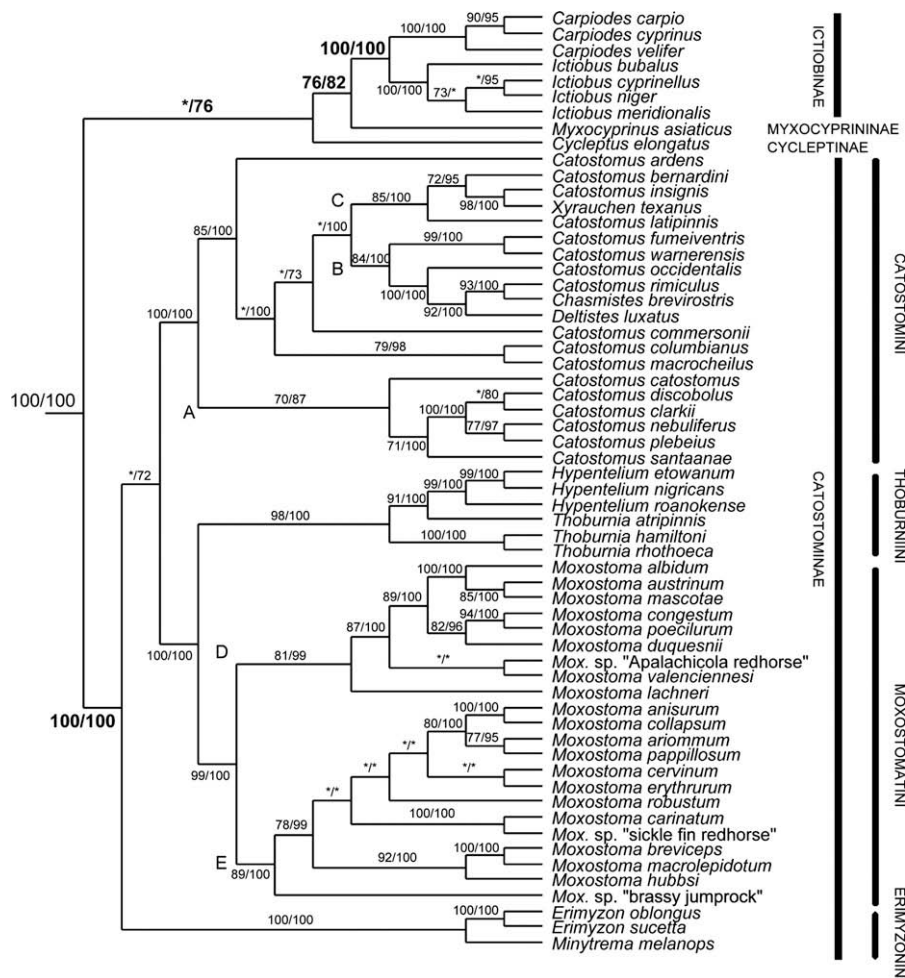 90/95
Carpiodes carpio
100/100
Carpiodes cyprinus
100/100
Carpiodes velifer
Ictiobus bubalus
76/82
*/95
Ictiobus cyprinellus
100/100
73/*
Ictiobus niger
*/76
Ictiobus meridionalis
Myxocyprinus asiaticus
Cycleptus elongatus
ICTIOBINAE
MYXOCYPRININAE
CYCLEPTINAE
Catostomus ardens
72/95
Catostomus bernardini
C
85/100
Catostomus insignis
98/100
Xyrauchen texanus
*/100
Catostomus latipinnis
85/100
99/100
Catostomus fumeiventris
B
84/100
Catostomus warnerensis
*/73
Catostomus occidentalis
100/100
93/100
Catostomus rimiculus
Chasmistes brevirostris
*/100
92/100
Deltistes luxatus
100/100
Catostomus commersonii
79/98
Catostomus columbianus
Catostomus macrocheilus
Catostomus catostomus
100/100
A
70/87
*/80
Catostomus discobolus
100/100
Catostomus clarkii
77/97
Catostomus nebuliferus
71/100
Catostomus plebeius
Catostomus santaanae
CATOSTOMINI
*/72
99/100
Hypentelium etowanum
99/100
Hypentelium nigricans
91/100
Hypentelium roanokense
98/100
Thoburnia atripinnis
100/100
Thoburnia hamiltoni
Thoburnia rhothoeca
THOBURNIINI
CATOSTOMINAE
100/100
Moxostoma albidum
Moxostoma austrinum
89/100
85/100
Moxostoma mascotae
94/100
Moxostoma congestum
87/100
82/96
Moxostoma poecilurum
100/100
D
81/99
Moxostoma duquesnii
*/*
Mox. sp. "Apalachicola redhorse"
Moxostoma valenciennesi
Moxostoma lachneri
100/100
100/100
Moxostoma anisurum
80/100
Moxostoma collapsum
77/95
Moxostoma ariommum
*/*
Moxostoma pappillosum
99/100
*/*
*/*
Moxostoma cervinum
Moxostoma erythrurum
*/*
Moxostoma robustum
100/100
Moxostoma carinatum
78/99
Mox. sp. "sickle fin redhorse"
100/100
Moxostoma breviceps
E
92/100
Moxostoma macrolepidotum
89/100
Moxostoma hubbsi
Mox. sp. "brassy jumprock"
MOXOSTOMATINI
100/100
Erimyzon oblongus
100/100
Erimyzon sucetta
Minytrema melanops
ERIMYZONIN